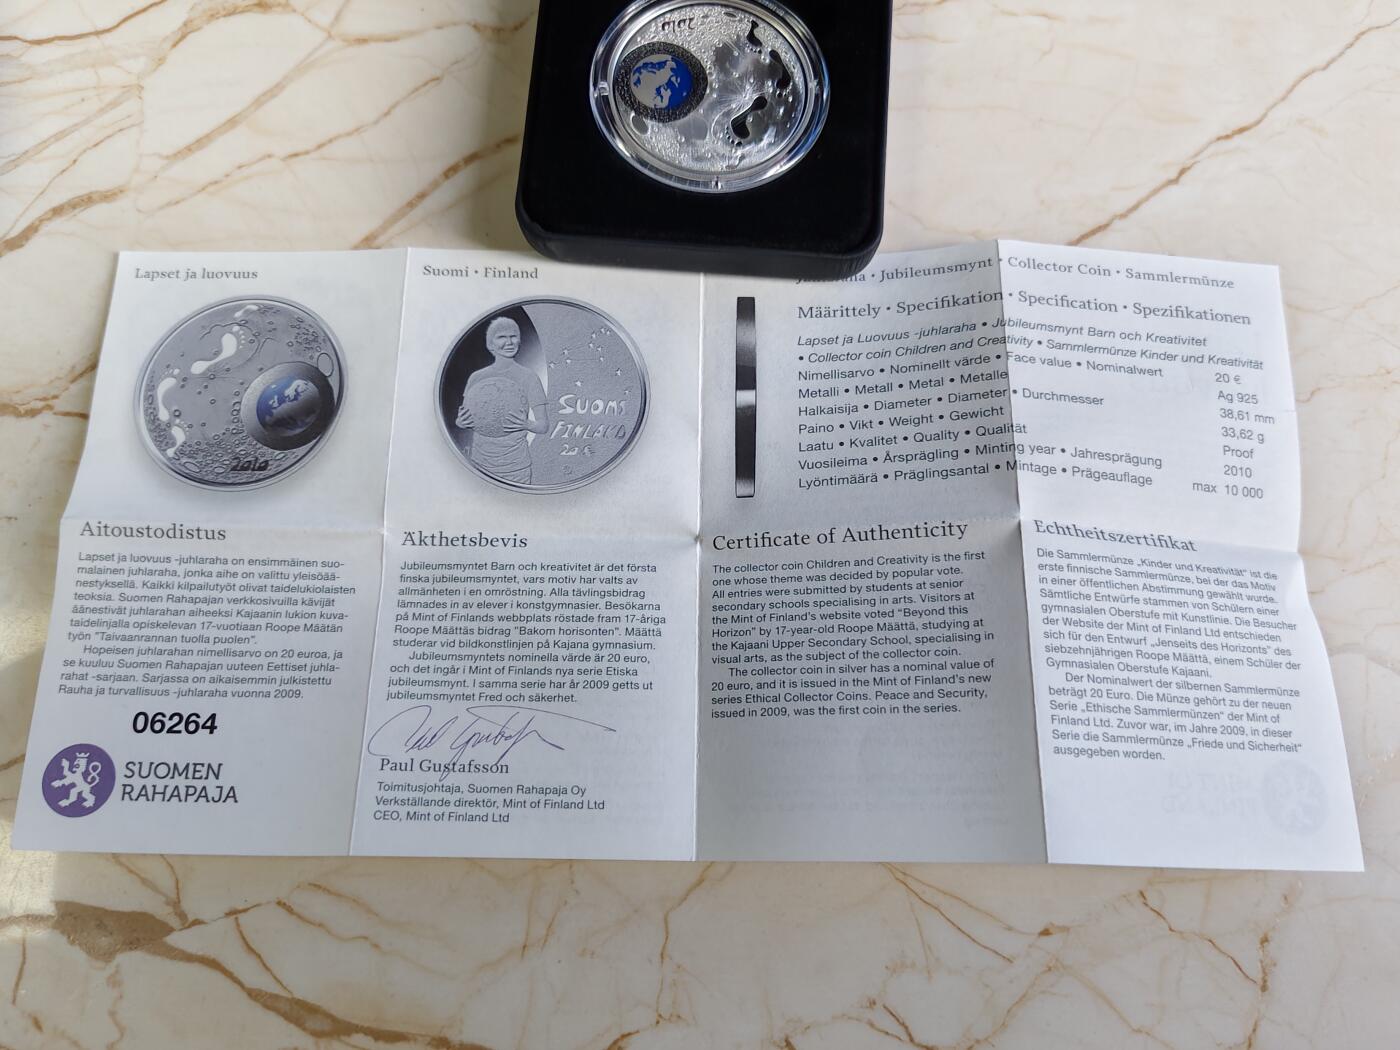 2010
Lapset ja luovuus
2010
Suomi • Finland
SUOMI
FINLAND
20 €
• Jubileumsmynt • Collector Coin • Sammlermünze
Määrittely • Specifikation • Specification • Spezifikationen
Lapset ja Luovuus -juhlaraha • Jubileumsmynt Barn och Kreativitet
• Collector coin Children and Creativity • Sammlermünze Kinder und Kreativität
Nimellisarvo • Nominellt värde • Face value • Nominalwert 20 €
Metalli • Metall • Metal • Metalle Ag 925
Halkaisija • Diameter • Diameter • Durchmesser 38,61 mm
Paino • Vikt • Weight • Gewicht 33,62 g
Laatu • Kvalitet • Quality • Qualität Proof
Vuosileima • Årsprägling • Minting year • Jahresprägung 2010
Lyöntimäärä • Präglingsantal • Mintage • Prägeauflage max 10 000
Aitoustodistus
Lapset ja luovuus -juhlaraha on ensimmäinen suo-
malainen juhlaraha, jonka aihe on valittu yleisöää-
nestyksellä. Kaikki kilpailutyöt olivat taidelukiolaisten
teoksia. Suomen Rahapajan verkkosivuilla kävijät
äänestivät juhlarahan aiheeksi Kajaanin lukion kuva-
taidelinjalla opiskelevan 17-vuotiaan Roope Määtän
työn "Taivaanrannan tuolla puolen".
Hopeisen juhlarahan nimellisarvo on 20 euroa, ja
se kuuluu Suomen Rahapajan uuteen Eettiset juhla-
rahat -sarjaan. Sarjassa on aikaisemmin julkistettu
Rauha ja turvallisuus -juhlaraha vuonna 2009.
06264
SUOMEN
RAHAPAJA
Äkthetsbevis
Jubileumsmyntet Barn och kreativitet är det första
finska jubileumsmyntet, vars motiv har valts av
allmänheten i en omröstning. Alla tävlingsbidrag
lämnades in av elever i konstgymnasier. Besökarna
på Mint of Finlands webbplats röstade fram 17-åriga
Roope Määttäs bidrag "Bakom horisonten". Määttä
studerar vid bildkonstlinjen på Kajana gymnasium.
Jubileumsmyntets nominella värde är 20 euro,
och det ingår i Mint of Finlands nya serie Etiska
jubileumsmynt. I samma serie har år 2009 getts ut
jubileumsmyntet Fred och säkerhet.
Paul Gustafsson
Toimitusjohtaja, Suomen Rahapaja Oy
Verkställande direktör, Mint of Finland Ltd
CEO, Mint of Finland Ltd
Certificate of Authenticity
The collector coin Children and Creativity is the first
one whose theme was decided by popular vote.
All entries were submitted by students at senior
secondary schools specialising in arts. Visitors at
the Mint of Finland's website voted "Beyond this
Horizon" by 17-year-old Roope Määttä, studying at
the Kajaani Upper Secondary School, specialising in
visual arts, as the subject of the collector coin.
The collector coin in silver has a nominal value of
20 euro, and it is issued in the Mint of Finland's new
series Ethical Collector Coins. Peace and Security,
issued in 2009, was the first coin in the series.
Echtheitszertifikat
Die Sammlermünze „Kinder und Kreativität" ist die
erste finnische Sammlermünze, bei der das Motiv
in einer öffentlichen Abstimmung gewählt wurde.
Sämtliche Entwürfe stammen von Schülern einer
gymnasialen Oberstufe mit Kunstlinie. Die Besucher
der Website der Mint of Finland Ltd entschieden
sich für den Entwurf „Jenseits des Horizonts" des
siebzehnjährigen Roope Määttä, einem Schüler der
Gymnasialen Oberstufe Kajaani.
Der Nominalwert der silbernen Sammlermünze
beträgt 20 Euro. Die Münze gehört zu der neuen
Serie „Ethische Sammlermünzen" der Mint of
Finland Ltd. Zuvor war, im Jahre 2009, in dieser
Serie die Sammlermünze „Friede und Sicherheit"
ausgegeben worden.